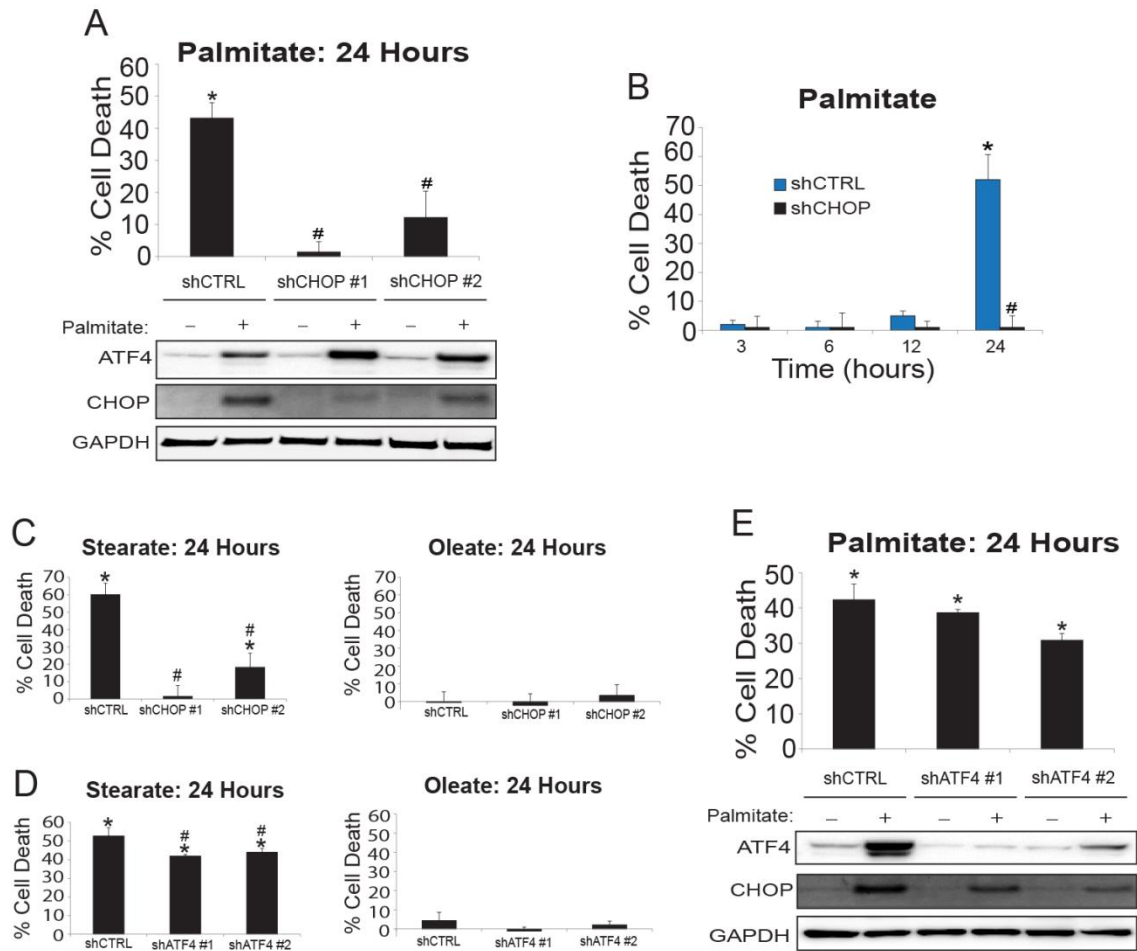 A
Palmitate: 24 Hours
% Cell Death
60
50
40
30
20
10
0
*
#
#
shCTRL
shCHOP #1
shCHOP #2
Palmitate: – + – + – +
ATF4
CHOP
GAPDH
B
Palmitate
% Cell Death
70
60
50
40
30
20
10
0
shCTRL
shCHOP
*
#
3 6 12 24
Time (hours)
C
Stearate: 24 Hours
% Cell Death
70
60
50
40
30
20
10
0
*
#
#
*
shCTRL shCHOP #1 shCHOP #2
Oleate: 24 Hours
% Cell Death
70
60
50
40
30
20
10
0
shCTRL shCHOP #1 shCHOP #2
D
Stearate: 24 Hours
% Cell Death
60
50
40
30
20
10
0
*
#
*
#
*
shCTRL shATF4 #1 shATF4 #2
Oleate: 24 Hours
% Cell Death
60
50
40
30
20
10
0
shCTRL shATF4 #1 shATF4 #2
E
Palmitate: 24 Hours
% Cell Death
50
40
30
20
10
0
*
*
*
shCTRL shATF4 #1 shATF4 #2
Palmitate: – + – + – +
ATF4
CHOP
GAPDH